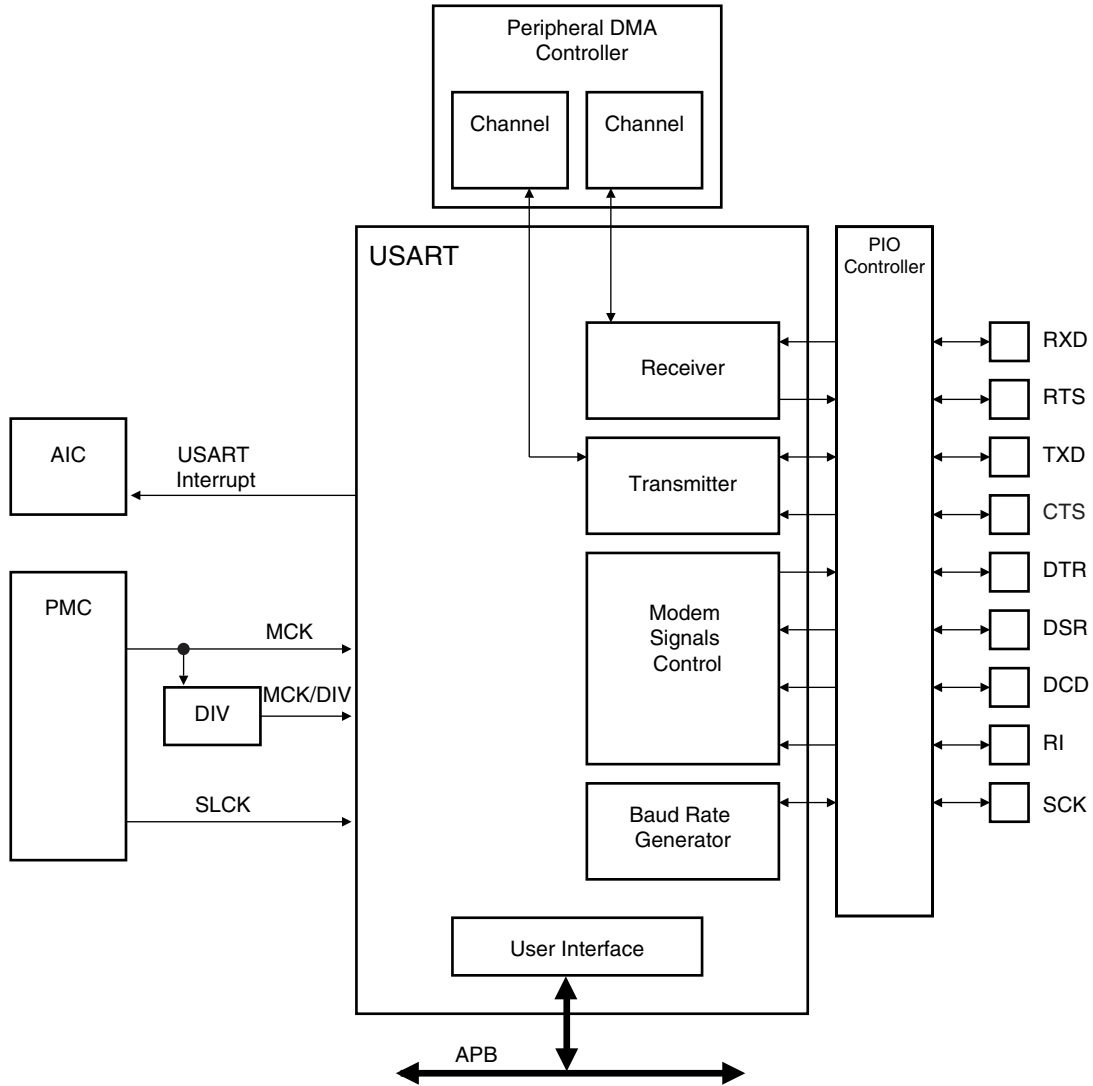 Peripheral DMA
Controller
Channel
Channel
USART
PIO
Controller
Receiver
RXD
RTS
AIC
USART
Interrupt
Transmitter
TXD
CTS
PMC
MCK
DIV
MCK/DIV
SLCK
Modem
Signals
Control
DTR
DSR
DCD
RI
Baud Rate
Generator
SCK
User Interface
APB